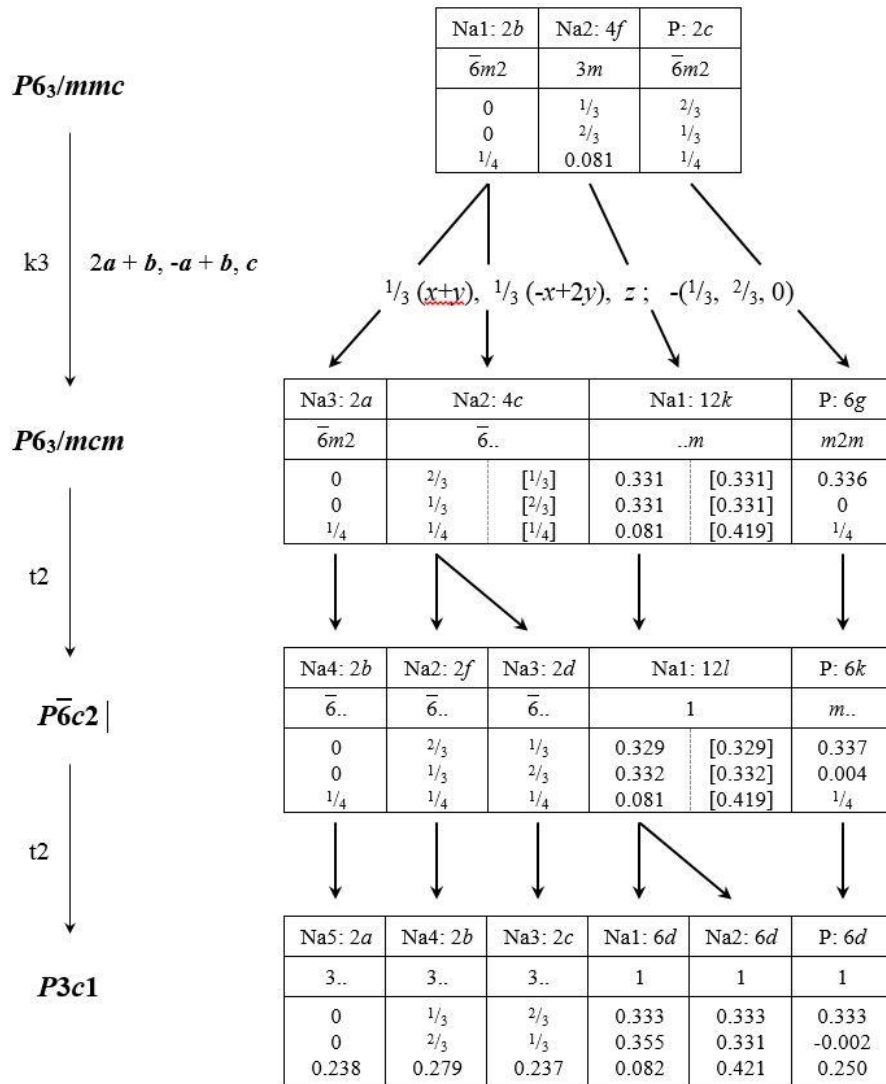 Na1: 2b Na2: 4f P: 2c
6̅m2 3m 6̅m2
P6₃/mmc
0 ¹/₃ ²/₃
0 ²/₃ ¹/₃
¹/₄ 0.081 ¹/₄
k3 2a + b, -a + b, c
¹/₃ (x+y), ¹/₃ (-x+2y), z ; -(¹/₃, ²/₃, 0)
Na3: 2a Na2: 4c Na1: 12k P: 6g
P6₃/mcm
6̅m2 6̅.. ..m m2m
0 ²/₃ [¹/₃] 0.331 [0.331] 0.336
0 ¹/₃ [²/₃] 0.331 [0.331] 0
¹/₄ ¹/₄ [¹/₄] 0.081 [0.419] ¹/₄
t2
Na4: 2b Na2: 2f Na3: 2d Na1: 12l P: 6k
P6̅c2
6̅.. 6̅.. 6̅.. 1 m..
0 ²/₃ ¹/₃ 0.329 [0.329] 0.337
0 ¹/₃ ²/₃ 0.332 [0.332] 0.004
¹/₄ ¹/₄ ¹/₄ 0.081 [0.419] ¹/₄
t2
Na5: 2a Na4: 2b Na3: 2c Na1: 6d Na2: 6d P: 6d
P3c1
3.. 3.. 3.. 1 1 1
0 ¹/₃ ²/₃ 0.333 0.333 0.333
0 ²/₃ ¹/₃ 0.355 0.331 -0.002
0.238 0.279 0.237 0.082 0.421 0.250